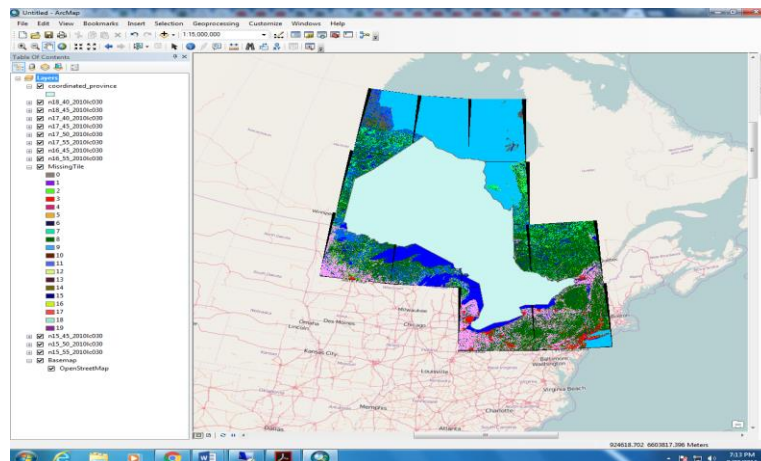 Untitled - ArcMap
File Edit View Bookmarks Insert Selection Geoprocessing Customize Windows Help
1:15,000,000
Table Of Contents
Layers
coordinated_province
n18_40_2010lc030
n18_45_2010lc030
n17_40_2010lc030
n17_45_2010lc030
n17_50_2010lc030
n17_55_2010lc030
n16_45_2010lc030
n16_55_2010lc030
MissingTile
0
1
2
3
4
5
6
7
8
9
10
11
12
13
14
15
16
17
18
19
n15_45_2010lc030
n15_50_2010lc030
n15_55_2010lc030
Basemap
OpenStreetMap
Milwaukee
Omaha Des Moines
Lincoln
Chicago
Kansas City
Baltimore
Washington
Louisville
Virginia Beach
Memphis
Charlotte
Dallas
Atlanta
924618.702 6603817.396 Meters
7:13 PM